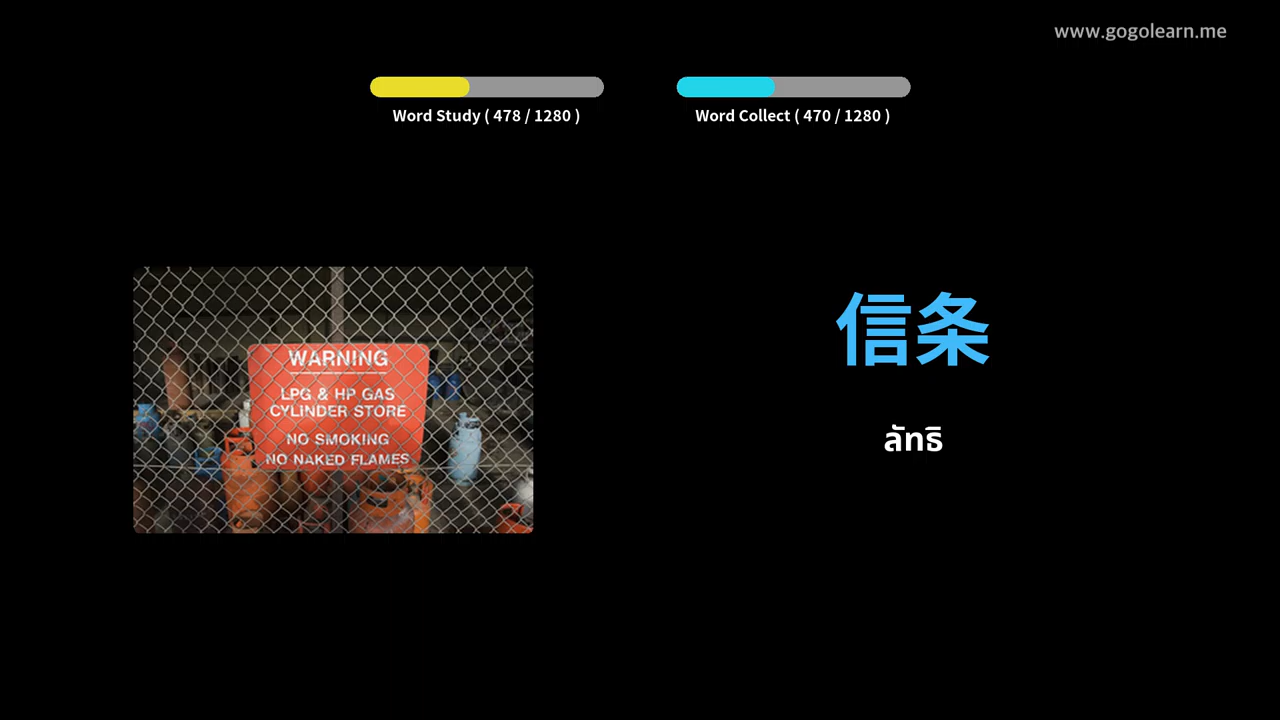 www.gogolearn.me
Word Study ( 478 / 1280 )
Word Collect ( 470 / 1280 )
WARNING
LPG & HP GAS
CYLINDER STORE
NO SMOKING
NO NAKED FLAMES
信条
ลัทธิ